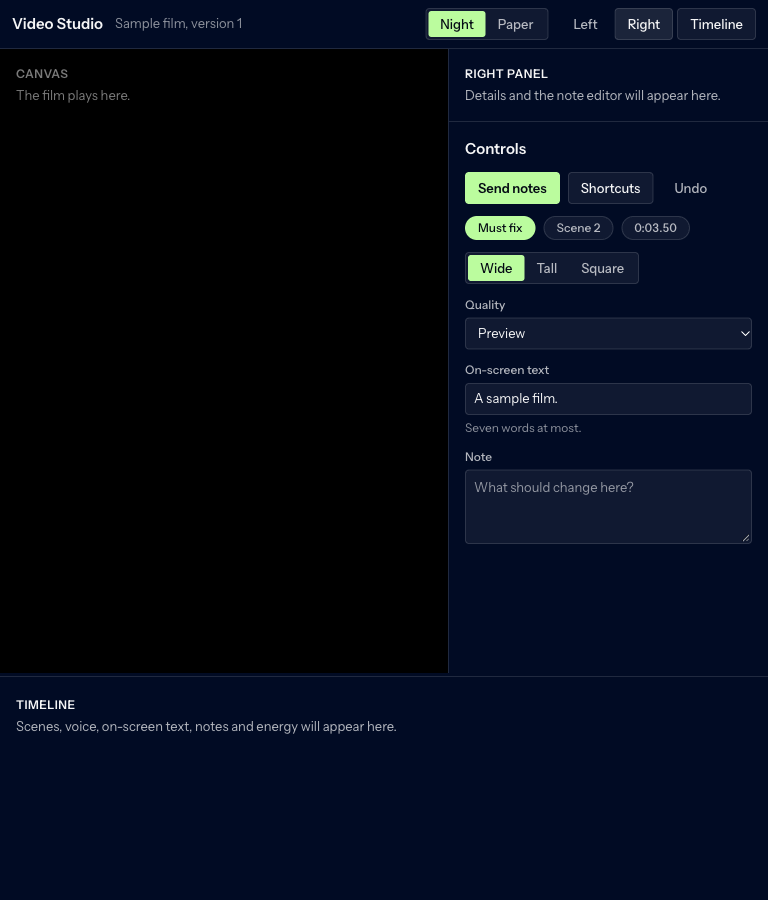 Video Studio Sample film, version 1 Night Paper Left Right Timeline
CANVAS
The film plays here.
RIGHT PANEL
Details and the note editor will appear here.
Controls
Send notes Shortcuts Undo
Must fix Scene 2 0:03.50
Wide Tall Square
Quality
Preview
On-screen text
A sample film.
Seven words at most.
Note
What should change here?
TIMELINE
Scenes, voice, on-screen text, notes and energy will appear here.